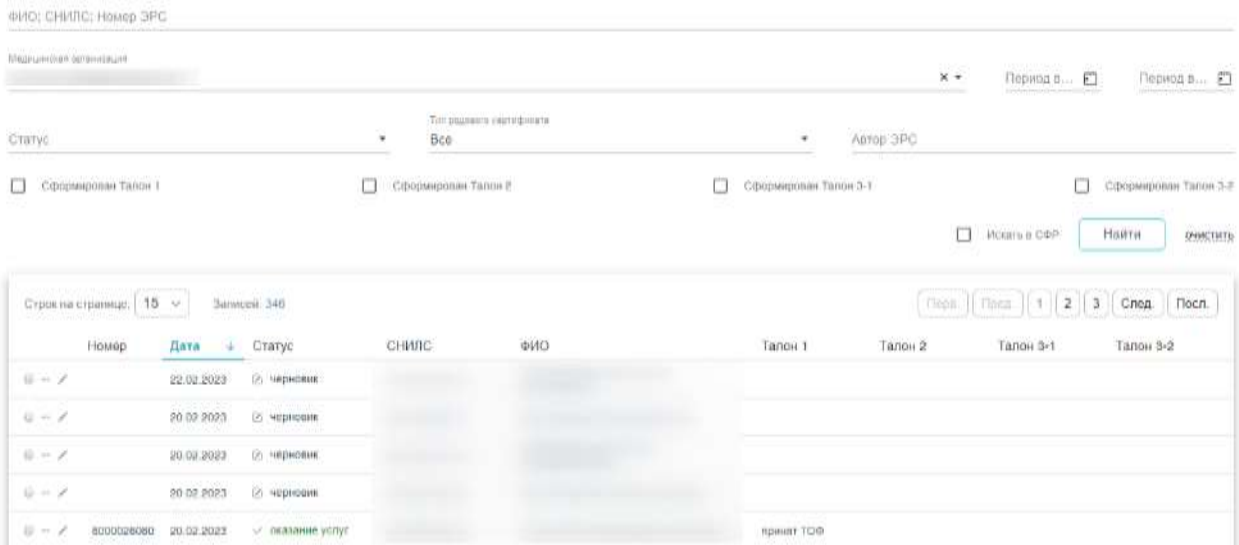 ФИО; СНИЛС; Номер ЭРС
Медицинская организация
Период в... Период в...
Тип родового сертификата
Статус Все Автор ЭРС
Сформирован Талон 1 Сформирован Талон 2 Сформирован Талон 3-1 Сформирован Талон 3-2
Искать в СФР Найти очистить
Строк на странице: 15 Записей: 346 Перв. Пред. 1 2 3 След. Посл.
Номер Дата Статус СНИЛС ФИО Талон 1 Талон 2 Талон 3-1 Талон 3-2
22.02.2023 черновик
20.02.2023 черновик
20.02.2023 черновик
20.02.2023 черновик
8000026060 20.02.2023 оказание услуг принят ТОФ